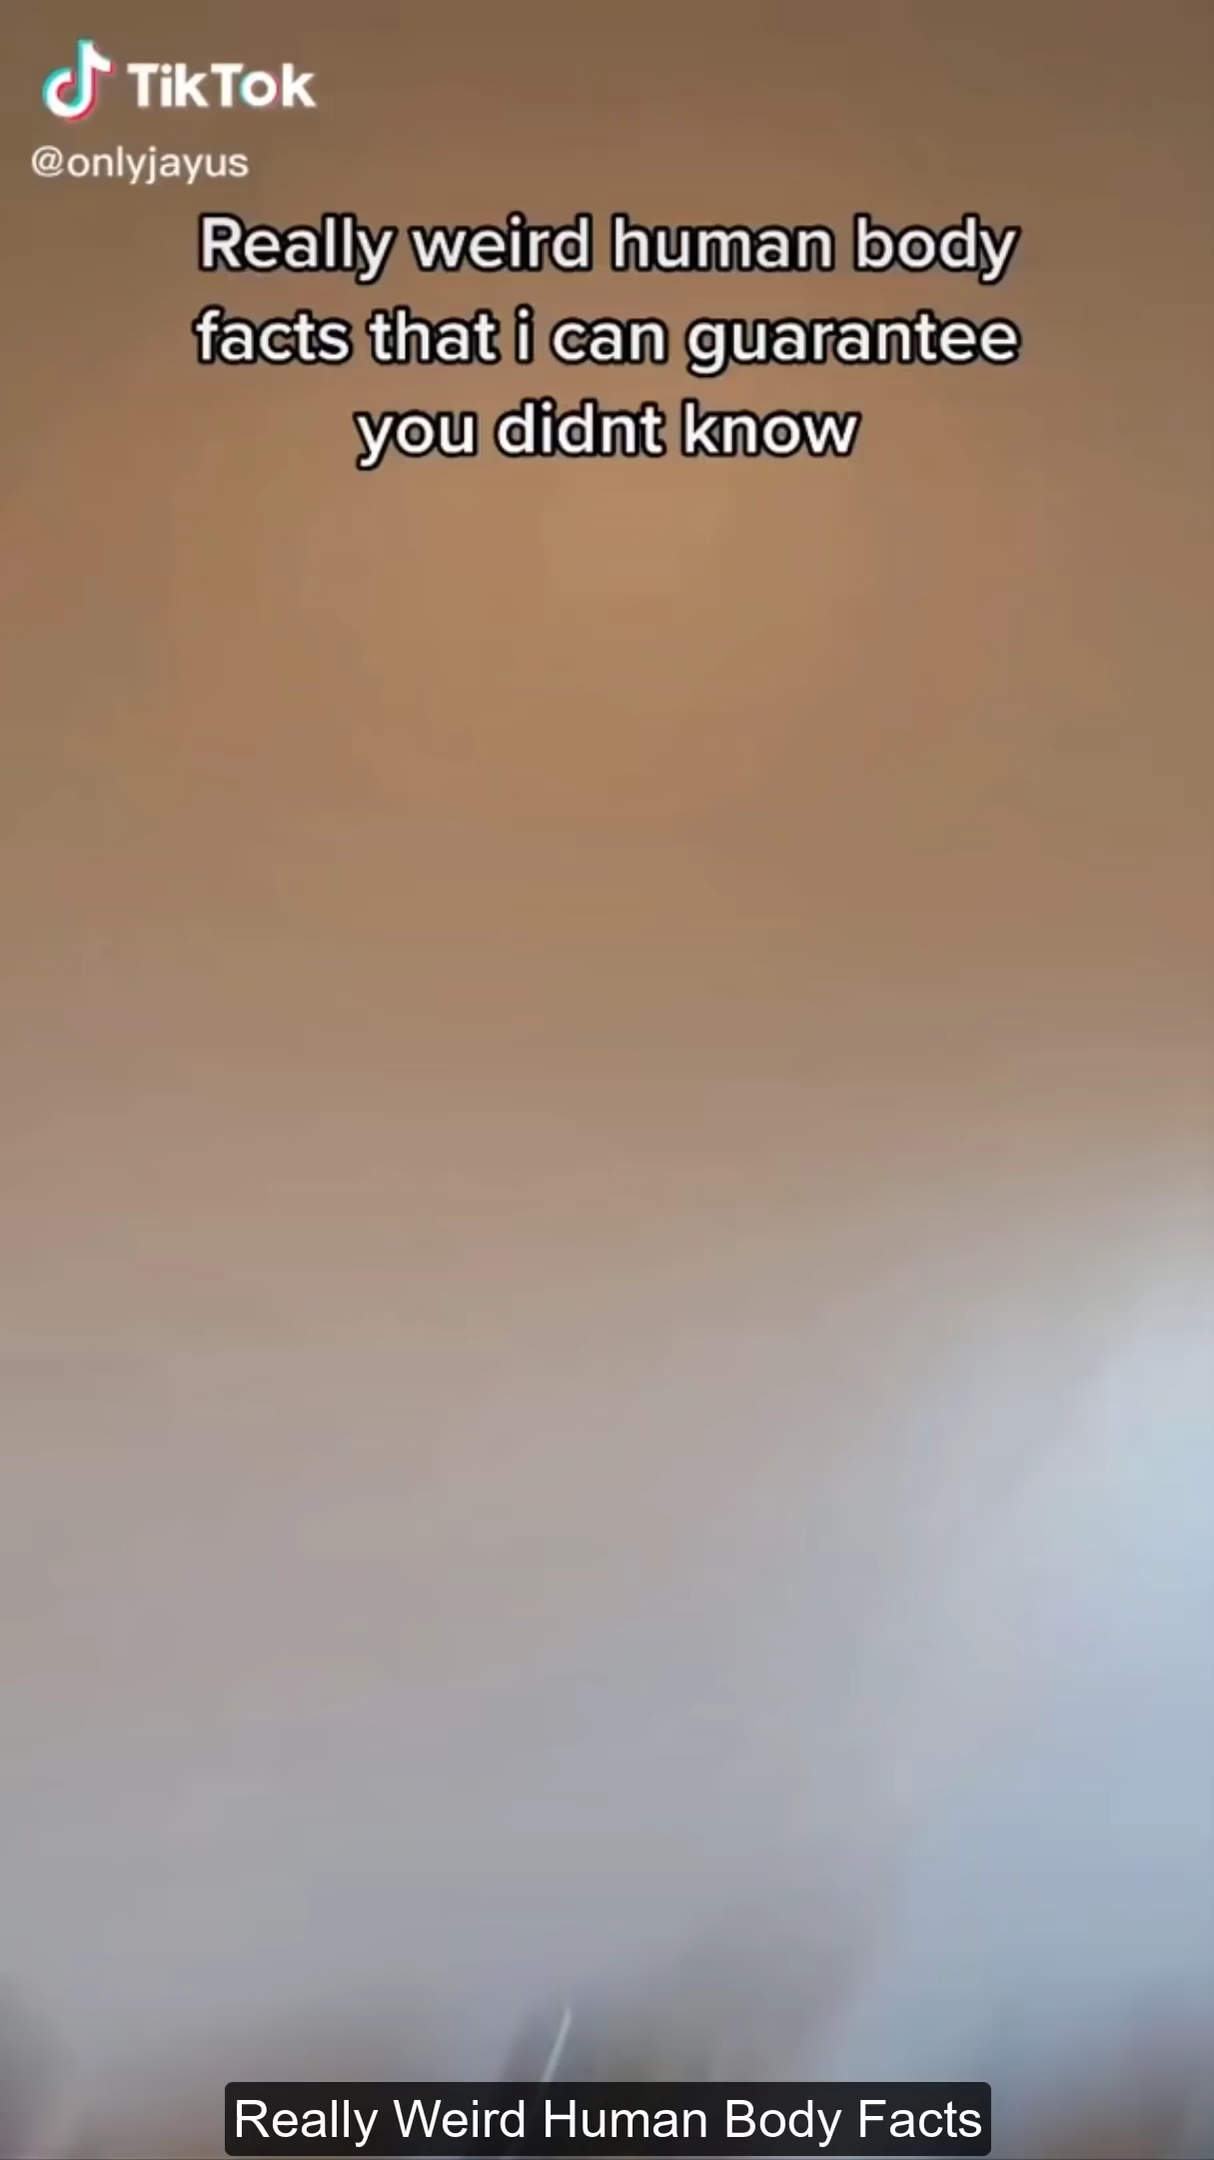 TikTok
@onlyjayus
Really weird human body
facts that i can guarantee
you didnt know
Really Weird Human Body Facts